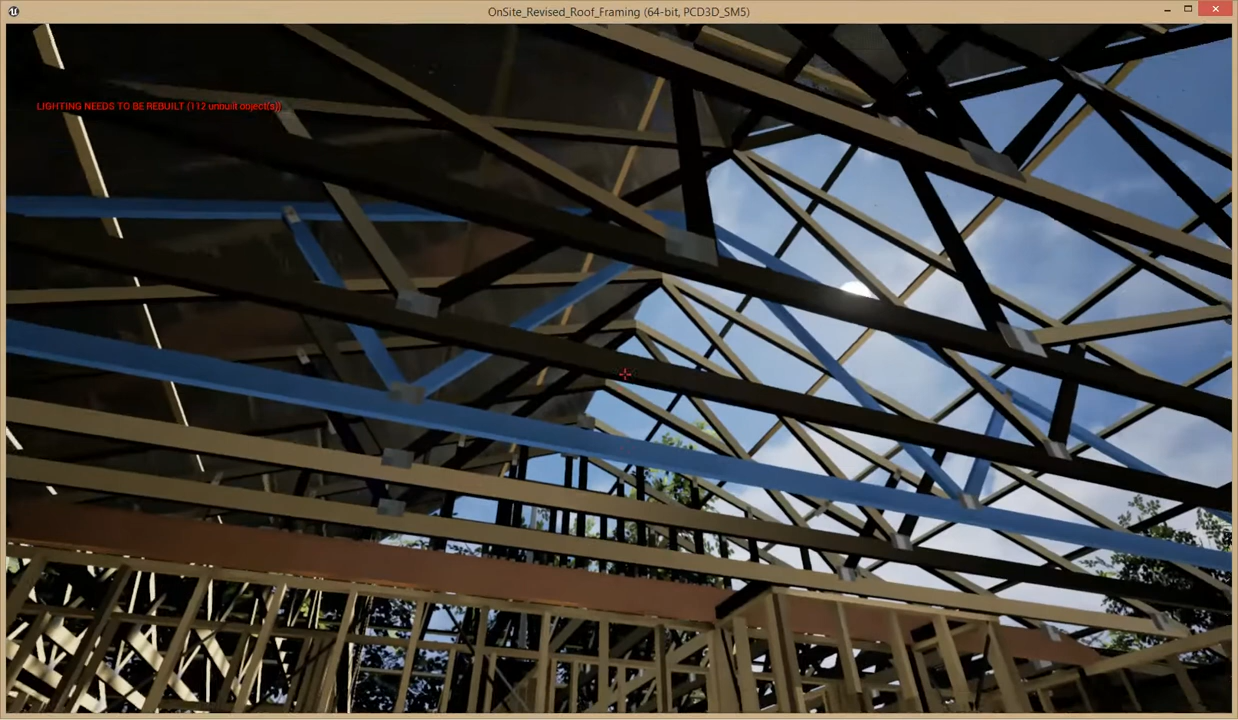 OnSite_Revised_Roof_Framing (64-bit, PCD3D_SM5)
LIGHTING NEEDS TO BE REBUILT (112 unbuilt object(s))